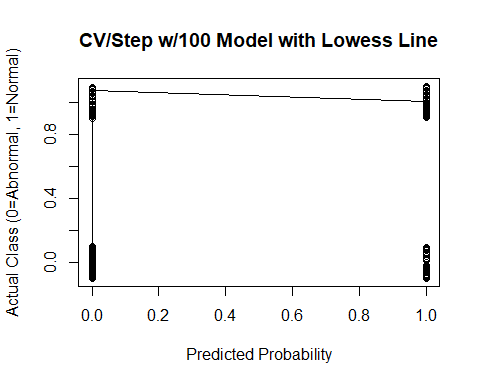 CV/Step w/100 Model with Lowess Line
Actual Class (0=Abnormal, 1=Normal)
0.8
0.4
0.0
0.0 0.2 0.4 0.6 0.8 1.0
Predicted Probability